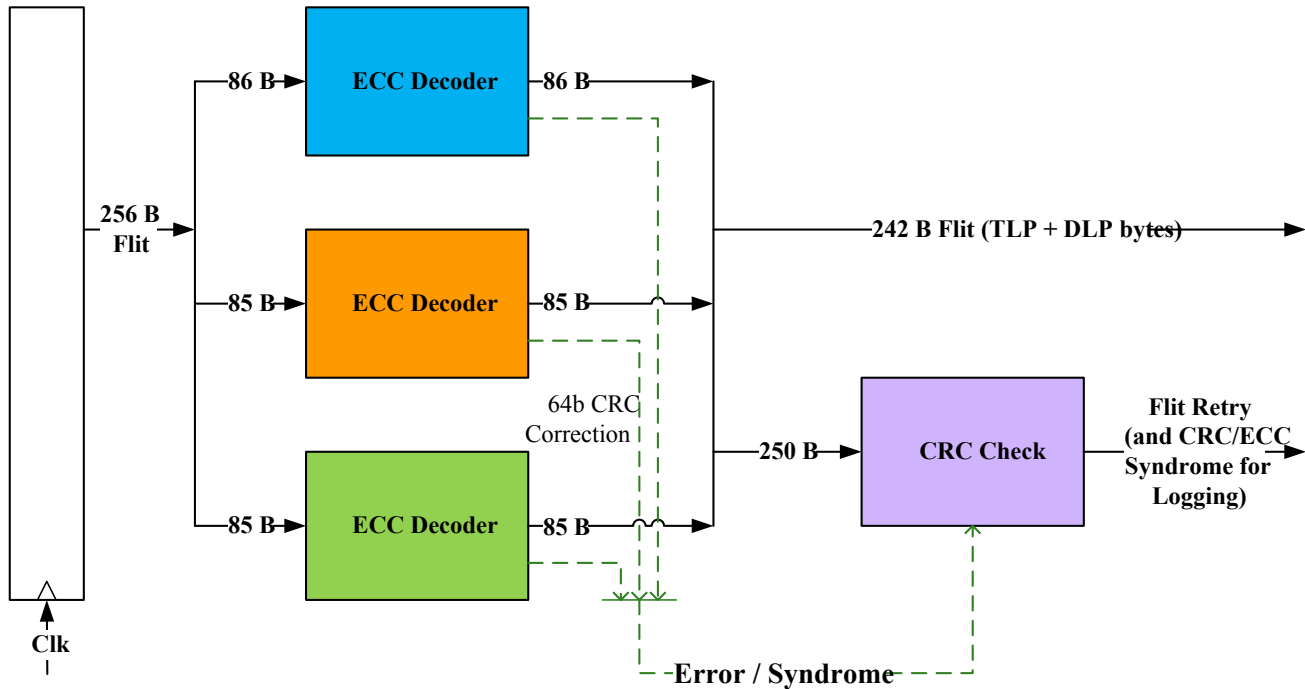 86 B
ECC Decoder
86 B
256 B
Flit
242 B Flit (TLP + DLP bytes)
85 B
ECC Decoder
85 B
64b CRC
Correction
Flit Retry
(and CRC/ECC
Syndrome for
Logging)
250 B
CRC Check
85 B
ECC Decoder
85 B
Clk
Error / Syndrome